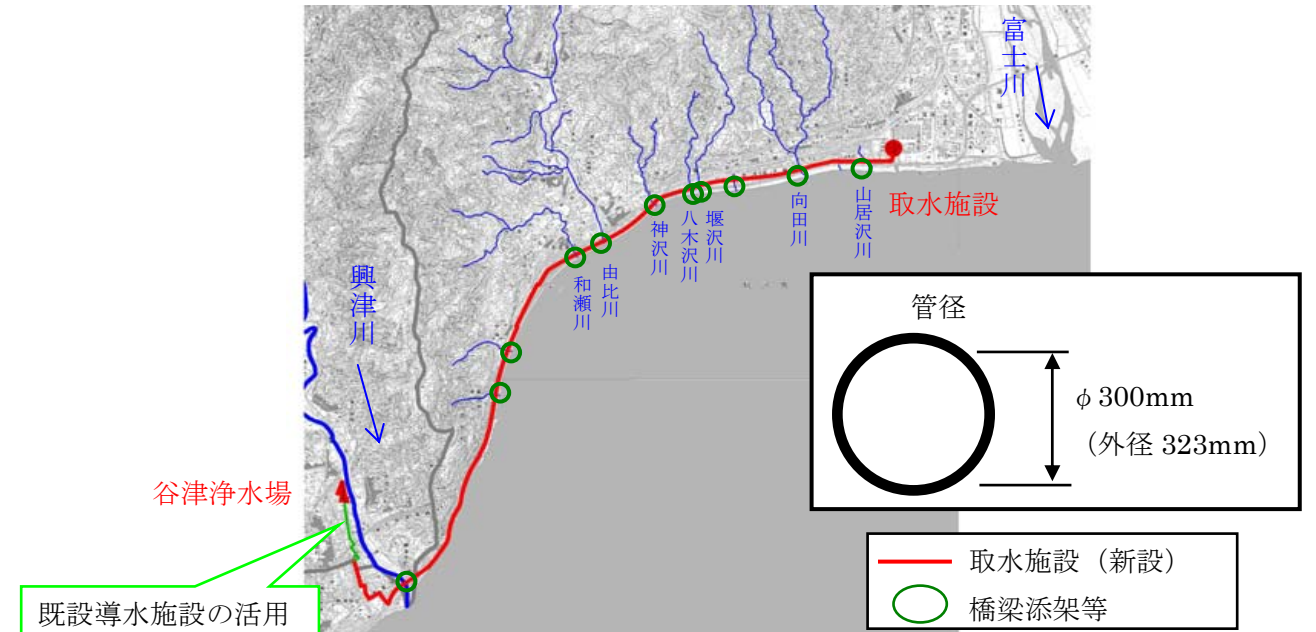 富士川
山居沢川
取水施設
向田川
堰沢川
八木沢川
神沢川
由比川
和瀬川
興津川
谷津浄水場
既設導水施設の活用
管径
φ300mm
（外径 323mm）
取水施設（新設）
橋梁添架等